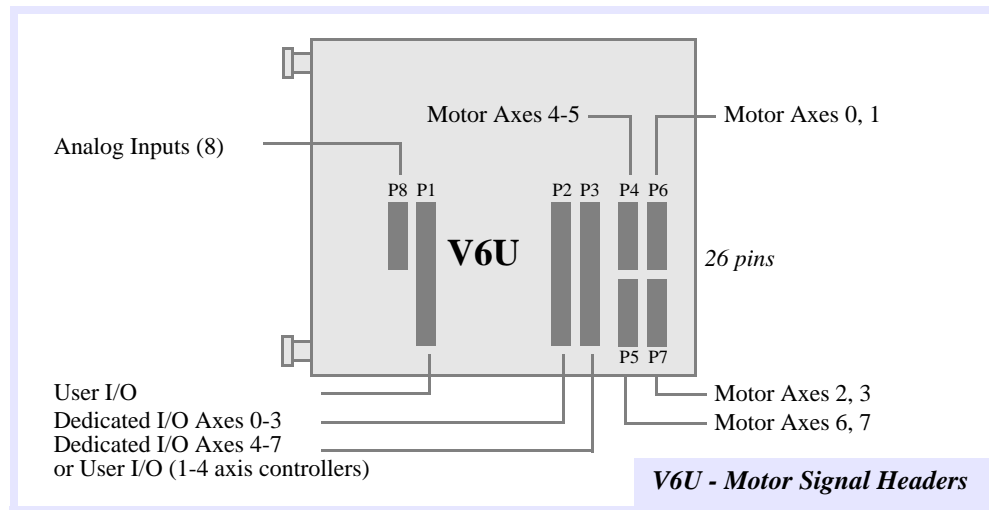 Motor Axes 4-5
Motor Axes 0, 1
Analog Inputs (8)
P8 P1 P2 P3 P4 P6
V6U
26 pins
P5 P7
User I/O
Dedicated I/O Axes 0-3
Dedicated I/O Axes 4-7
or User I/O (1-4 axis controllers)
Motor Axes 2, 3
Motor Axes 6, 7
V6U - Motor Signal Headers